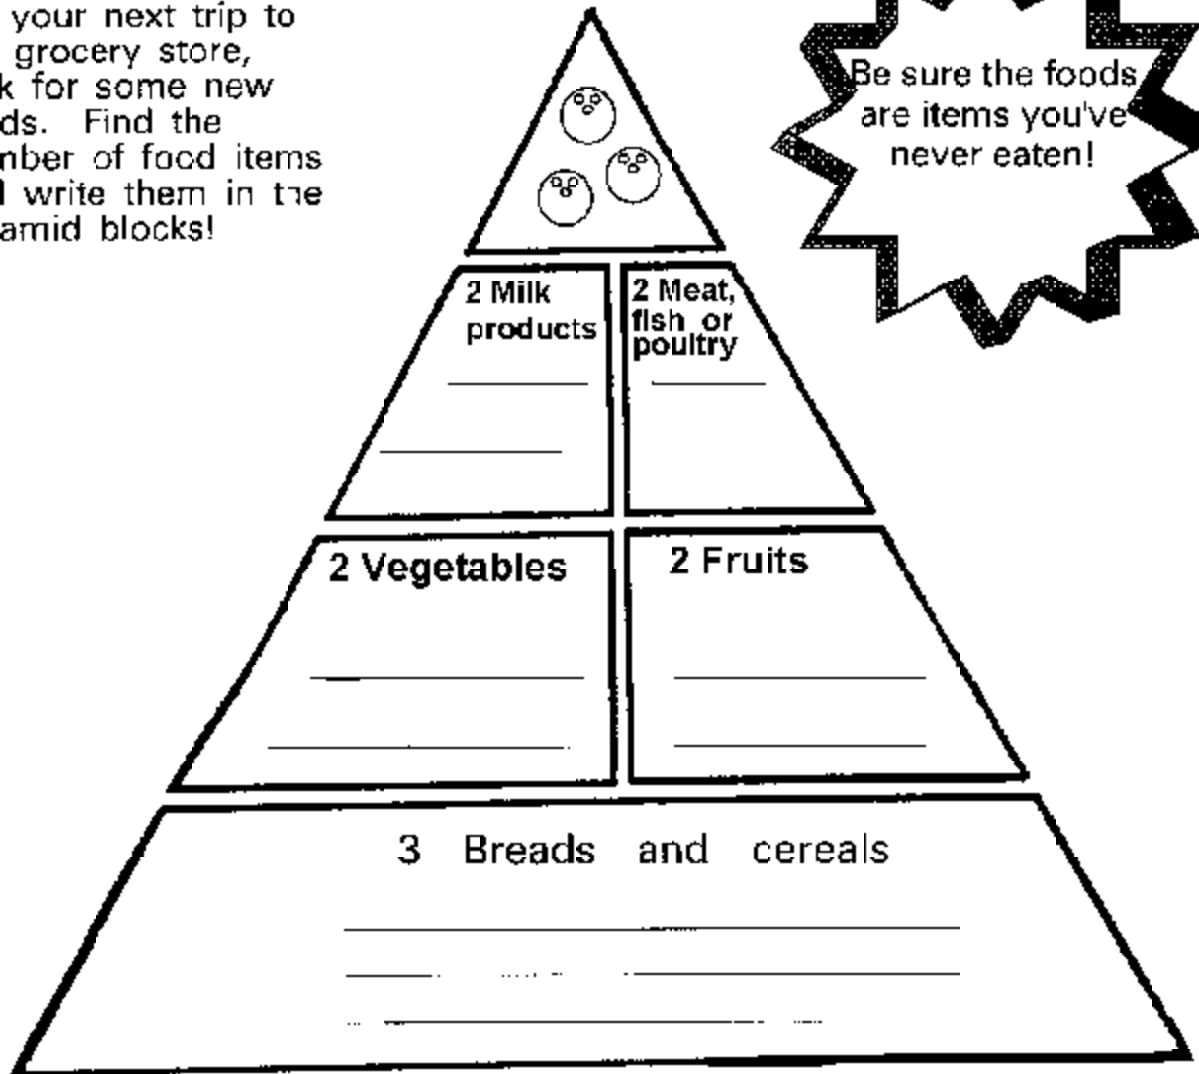 your next trip to
grocery store,
k for some new
ds. Find the
nber of food items
write them in the
amid blocks!
Be sure the foods
are items you've
never eaten!
2 Milk
products
2 Meat,
fish or
poultry
2 Vegetables
2 Fruits
3 Breads and cereals